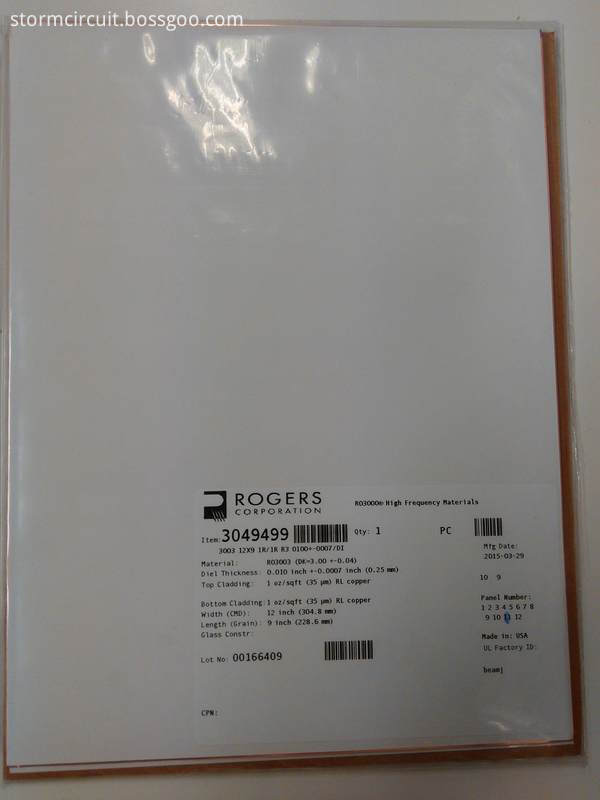 stormcircuit.bossgoo.com
ROGERS
CORPORATION
RO3000® High Frequency Materials
Item: 3049499 Qty: 1 PC
3003 12X9 1R/1R R3 0100+-0007/DI
Mfg Date:
2015-03-29
Material: RO3003 (DK=3.00 +-0.04)
Diel Thickness: 0.010 inch +-0.0007 inch (0.25 mm)
Top Cladding: 1 oz/sqft (35 µm) RL copper
10 9
Bottom Cladding: 1 oz/sqft (35 µm) RL copper
Width (CMD): 12 inch (304.8 mm)
Length (Grain): 9 inch (228.6 mm)
Glass Constr:
Panel Number:
1 2 3 4 5 6 7 8
9 10 11 12
Made in: USA
UL Factory ID:
Lot No: 00166409
beamj
CPN: